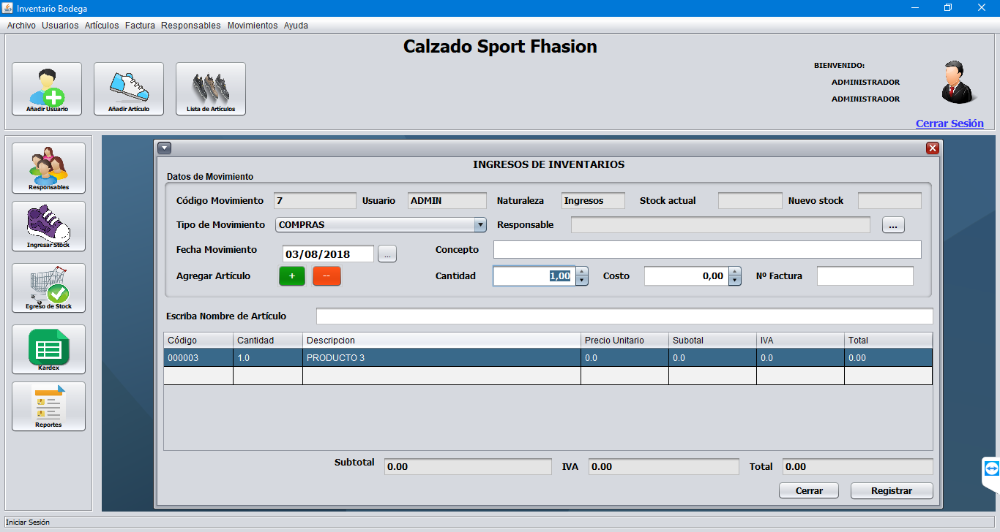 Inventario Bodega
Archivo Usuarios Artículos Factura Responsables Movimientos Ayuda
Calzado Sport Fhasion
BIENVENIDO:
ADMINISTRADOR
ADMINISTRADOR
Añadir Usuario Añadir Artículo Lista de Artículos
Cerrar Sesión
Responsables
Ingresar Stock
Egreso de Stock
Kardex
Reportes
INGRESOS DE INVENTARIOS
Datos de Movimiento
Código Movimiento 7 Usuario ADMIN Naturaleza Ingresos Stock actual Nuevo stock
Tipo de Movimiento COMPRAS Responsable ...
Fecha Movimiento 03/08/2018 ... Concepto
Agregar Artículo + -- Cantidad 1,00 Costo 0,00 Nº Factura
Escriba Nombre de Artículo
Código Cantidad Descripcion Precio Unitario Subotal IVA Total
000003 1.0 PRODUCTO 3 0.0 0.0 0.0 0.00
Subtotal 0.00 IVA 0.00 Total 0.00
Cerrar Registrar
Iniciar Sesión